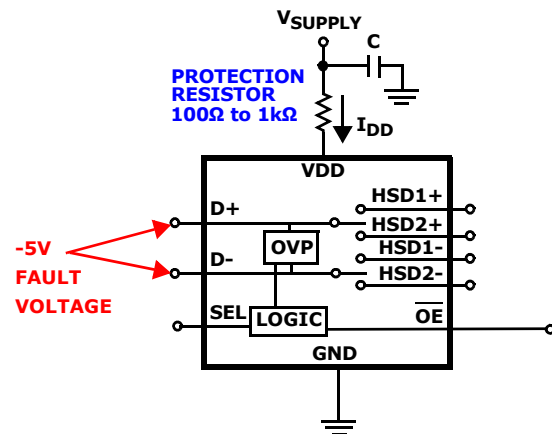 VSUPPLY
C
PROTECTION
RESISTOR
100Ω to 1kΩ
IDD
VDD
D+
HSD1+
HSD2+
-5V
FAULT
VOLTAGE
OVP
HSD1-
D-
HSD2-
SEL
LOGIC
OE
GND